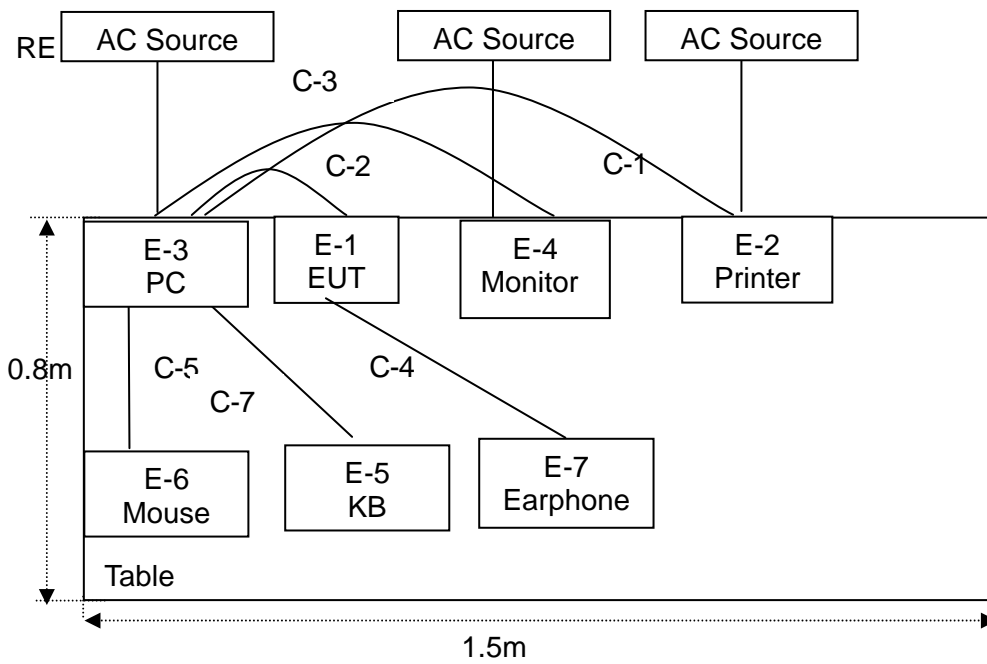 RE
AC Source
AC Source
AC Source
C-3
C-2
C-1
E-3
PC
E-1
EUT
E-4
Monitor
E-2
Printer
0.8m
C-5
C-7
C-4
E-6
Mouse
E-5
KB
E-7
Earphone
Table
1.5m